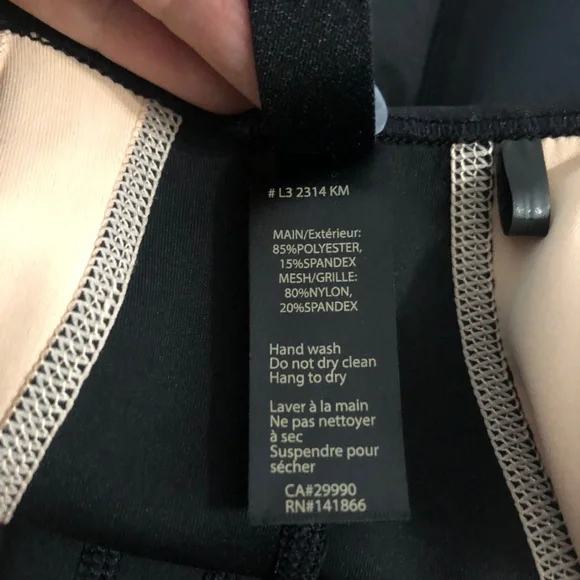 # L3 2314 KM
MAIN/Extérieur:
85%POLYESTER,
15%SPANDEX
MESH/GRILLE:
80%NYLON,
20%SPANDEX
Hand wash
Do not dry clean
Hang to dry
Laver à la main
Ne pas nettoyer
à sec
Suspendre pour
sécher
CA#29990
RN#141866